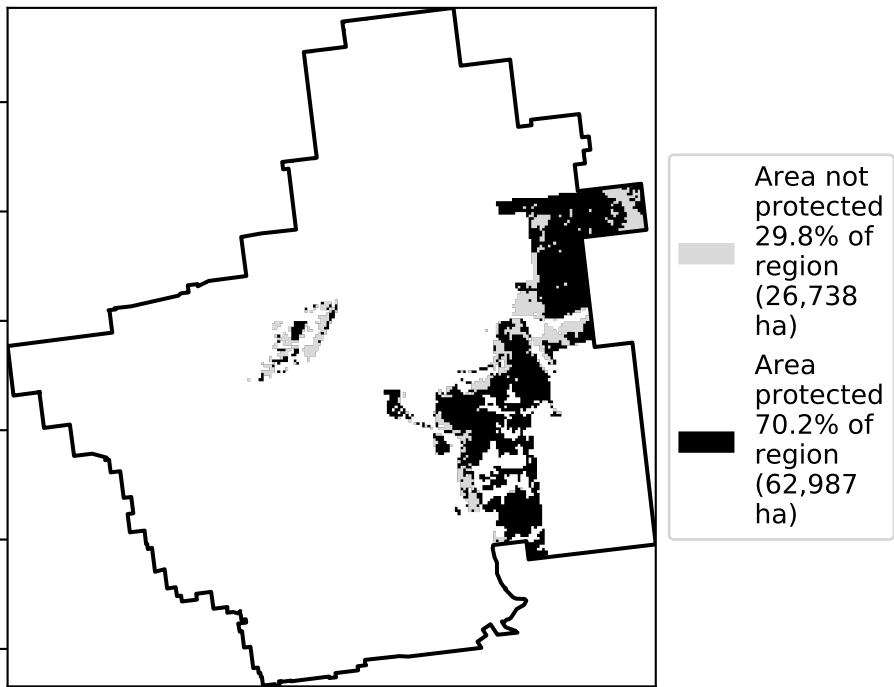 Area not
protected
29.8% of
region
(26,738
ha)
Area
protected
70.2% of
region
(62,987
ha)